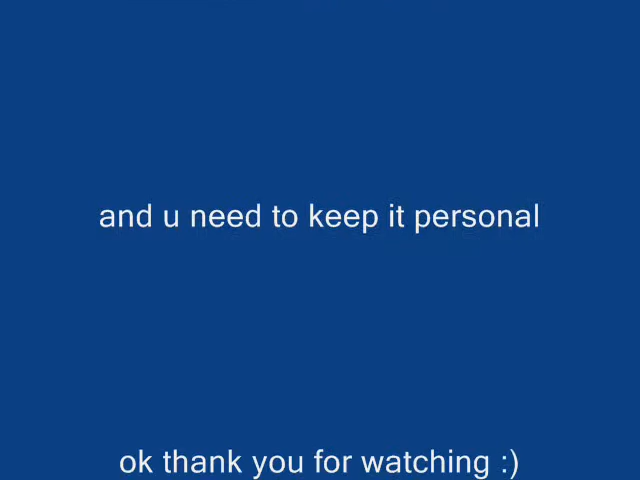 and u need to keep it personal
ok thank you for watching :)